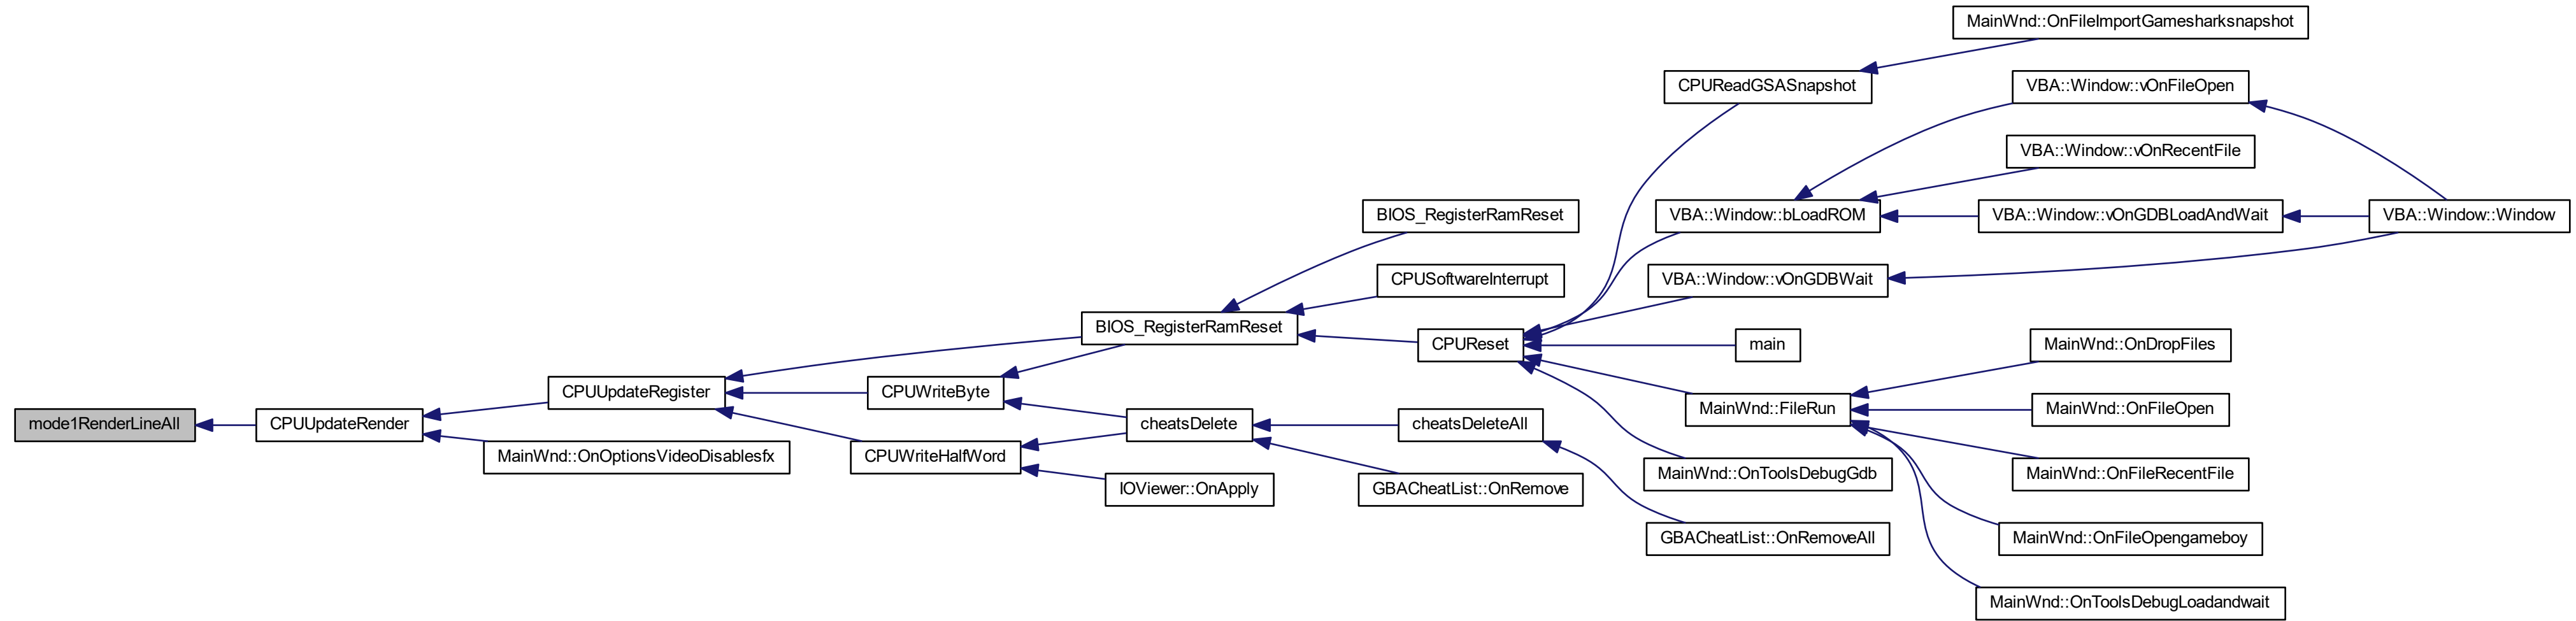 MainWnd::OnFileImportGamesharksnapshot
CPUReadGSASnapshot
VBA::Window::vOnFileOpen
VBA::Window::vOnRecentFile
BIOS_RegisterRamReset
VBA::Window::bLoadROM
VBA::Window::vOnGDBLoadAndWait
VBA::Window::Window
CPUSoftwareInterrupt
VBA::Window::vOnGDBWait
BIOS_RegisterRamReset
CPUReset
main
MainWnd::OnDropFiles
CPUUpdateRegister
CPUWriteByte
MainWnd::FileRun
MainWnd::OnFileOpen
mode1RenderLineAll
CPUUpdateRender
cheatsDelete
cheatsDeleteAll
MainWnd::OnOptionsVideoDisablesfx
CPUWriteHalfWord
MainWnd::OnToolsDebugGdb
MainWnd::OnFileRecentFile
IOViewer::OnApply
GBACheatList::OnRemove
GBACheatList::OnRemoveAll
MainWnd::OnFileOpengameboy
MainWnd::OnToolsDebugLoadandwait